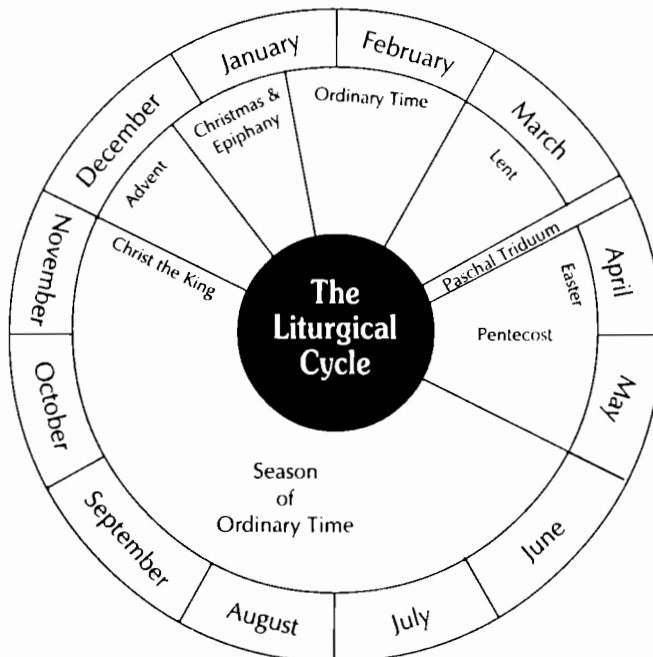 January
February
March
April
May
June
July
August
September
October
November
December
Christmas &
Epiphany
Ordinary Time
Lent
Paschal Triduum
Easter
Pentecost
Season
of
Ordinary Time
Christ the King
Advent
The
Liturgical
Cycle